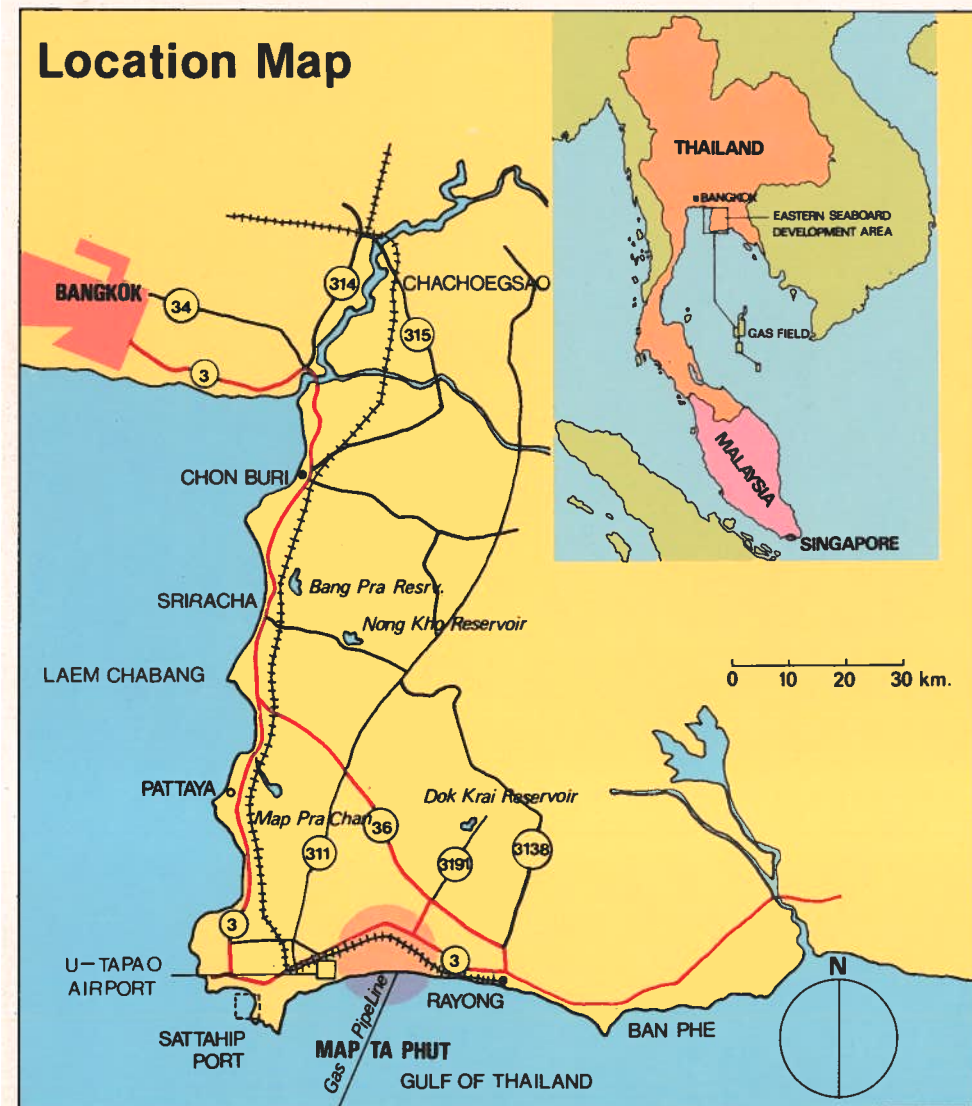 Location Map
THAILAND
BANGKOK
EASTERN SEABOARD
DEVELOPMENT AREA
GAS FIELD
MALAYSIA
SINGAPORE
BANGKOK
34
3
314
CHACHOEGSAO
315
CHON BURI
Bang Pra Resrv.
SRIRACHA
Nong Kho Reservoir
LAEM CHABANG
0 10 20 30 km.
PATTAYA
Map Pra Chan
Dok Krai Reservoir
36
311
3191
3138
3
3
U-TAPAO
AIRPORT
RAYONG
SATTAHIP
PORT
Gas PipeLine
MAP TA PHUT
BAN PHE
GULF OF THAILAND
N